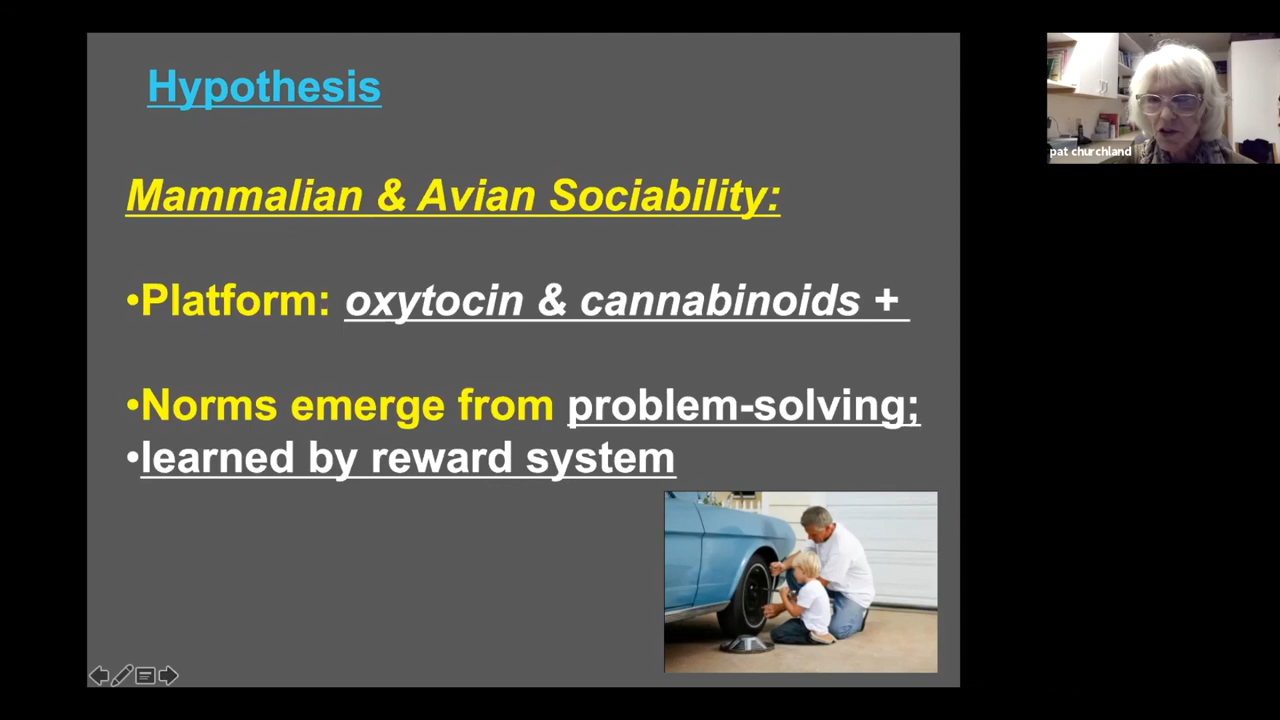 Hypothesis
Mammalian & Avian Sociability:
•Platform: oxytocin & cannabinoids +
•Norms emerge from problem-solving;
•learned by reward system
pat churchland